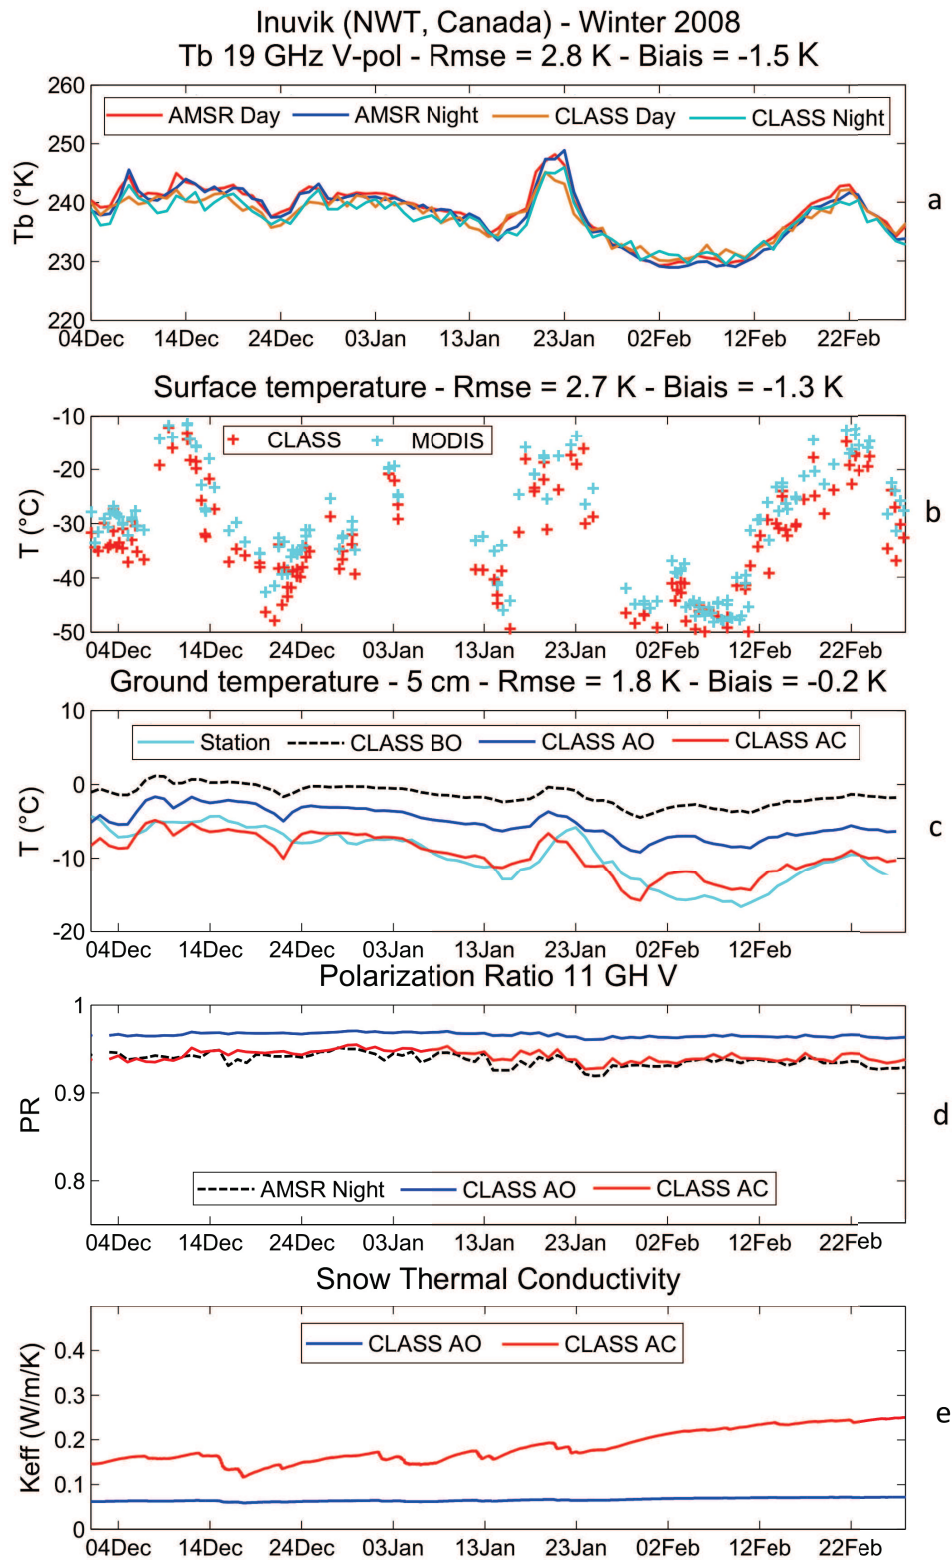 Inuvik (NWT, Canada) - Winter 2008
Tb 19 GHz V-pol - Rmse = 2.8 K - Biais = -1.5 K
260
250
240
230
220
Tb (°K)
AMSR Day AMSR Night CLASS Day CLASS Night
a
04Dec 14Dec 24Dec 03Jan 13Jan 23Jan 02Feb 12Feb 22Feb
Surface temperature - Rmse = 2.7 K - Biais = -1.3 K
-10
-20
-30
-40
-50
T (°C)
CLASS MODIS
b
04Dec 14Dec 24Dec 03Jan 13Jan 23Jan 02Feb 12Feb 22Feb
Ground temperature - 5 cm - Rmse = 1.8 K - Biais = -0.2 K
10
0
-10
-20
T (°C)
Station CLASS BO CLASS AO CLASS AC
c
04Dec 14Dec 24Dec 03Jan 13Jan 23Jan 02Feb 12Feb
Polarization Ratio 11 GH V
1
0.9
0.8
PR
AMSR Night CLASS AO CLASS AC
d
04Dec 14Dec 24Dec 03Jan 13Jan 23Jan 02Feb 12Feb 22Feb
Snow Thermal Conductivity
0.4
0.3
0.2
0.1
0
Keff (W/m/K)
CLASS AO CLASS AC
e
04Dec 14Dec 24Dec 03Jan 13Jan 23Jan 02Feb 12Feb 22Feb